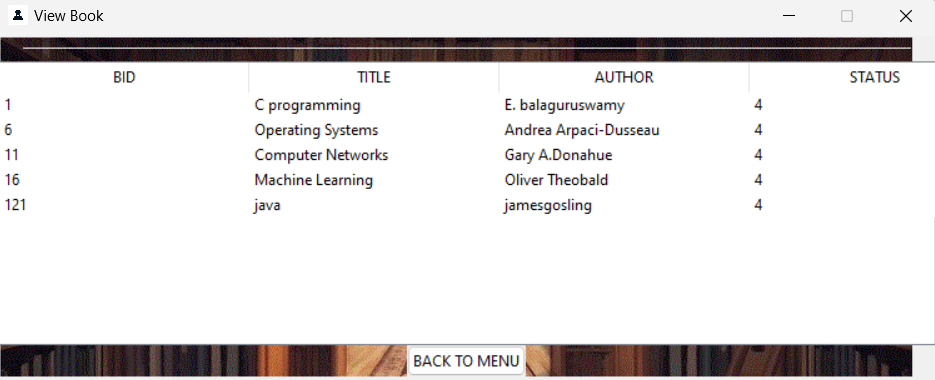 View Book
BID TITLE AUTHOR STATUS
1 C programming E. balaguruswamy 4
6 Operating Systems Andrea Arpaci-Dusseau 4
11 Computer Networks Gary A.Donahue 4
16 Machine Learning Oliver Theobald 4
121 java jamesgosling 4
BACK TO MENU